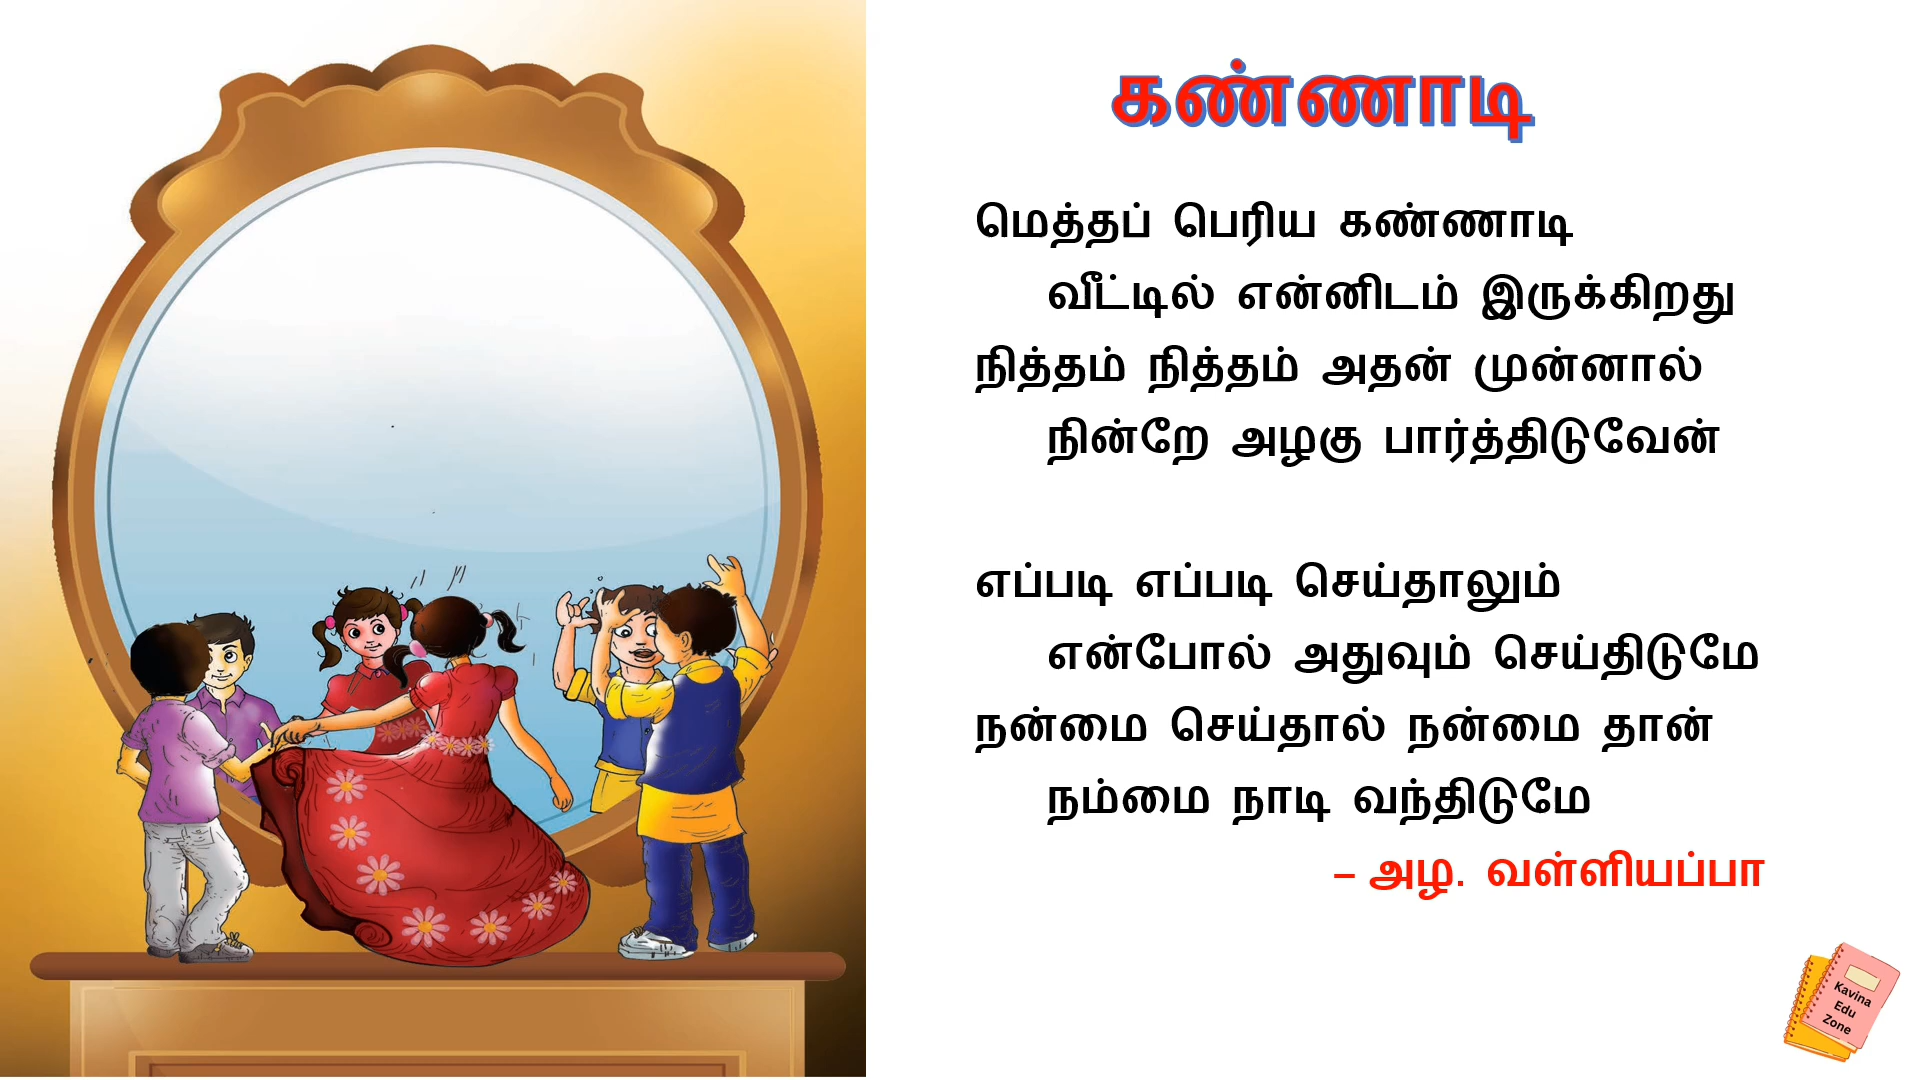 கண்ணாடி
மெத்தப் பெரிய கண்ணாடி
வீட்டில் என்னிடம் இருக்கிறது
நித்தம் நித்தம் அதன் முன்னால்
நின்றே அழகு பார்த்திடுவேன்
எப்படி எப்படி செய்தாலும்
என்போல் அதுவும் செய்திடுமே
நன்மை செய்தால் நன்மை தான்
நம்மை நாடி வந்திடுமே
– அழ. வள்ளியப்பா
Kavina
Edu
Zone